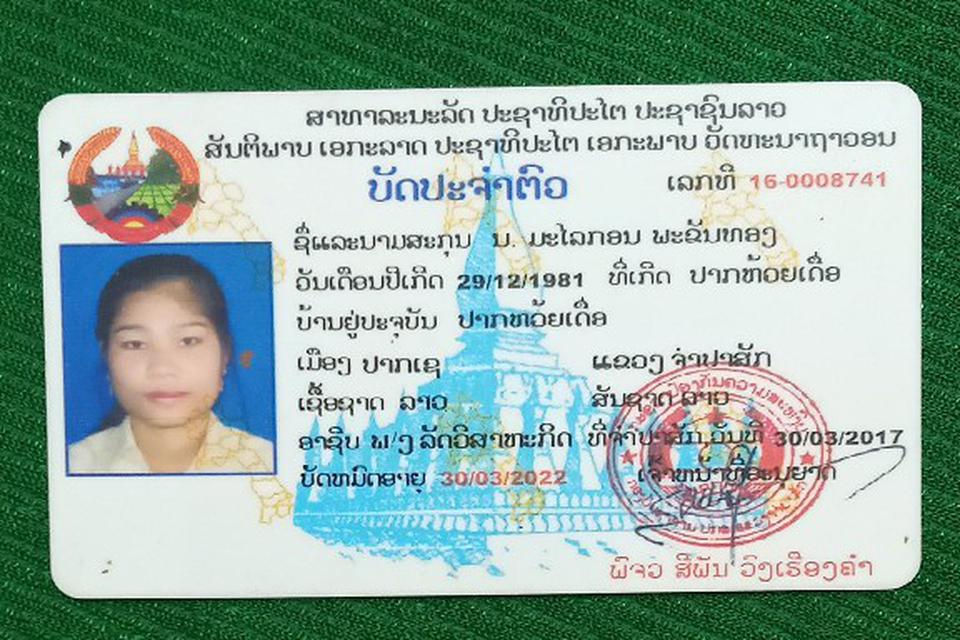 ສາທາລະນະລັດ ປະຊາທິປະໄຕ ປະຊາຊົນລາວ
ສັນຕິພາບ ເອກະລາດ ປະຊາທິປະໄຕ ເອກະພາບ ວັດທະນາຖາວອນ
ບັດປະຈຳຕົວ ເລກທີ 16-0008741
ຊື່ແລະນາມສະກຸນ ນ. ມະໄລກອນ ພະຂັນທອງ
ວັນເດືອນປີເກີດ 29/12/1981 ທີ່ເກີດ ປາກຫ້ວຍເດື່ອ
ບ້ານຢູ່ປະຈຸບັນ ປາກຫວ້ຍເດື່ອ
ເມືອງ ປາກເຊ ແຂວງ ຈຳປາສັກ
ເຊື້ອຊາດ ລາວ ສັນຊາດ ລາວ
ອາຊີບ ພ/ງ ລັດວິສາຫະກິດ ທີ່ຈຳປາສັກ ວັນທີ 30/03/2017
ບັດຫມົດອາຍຸ 30/03/2022 ເຈົ້າຫນ້າທີ່ອະນຸຍາດ
ພົຈວ ສີພັນ ວົງເຮືອງຄຳ